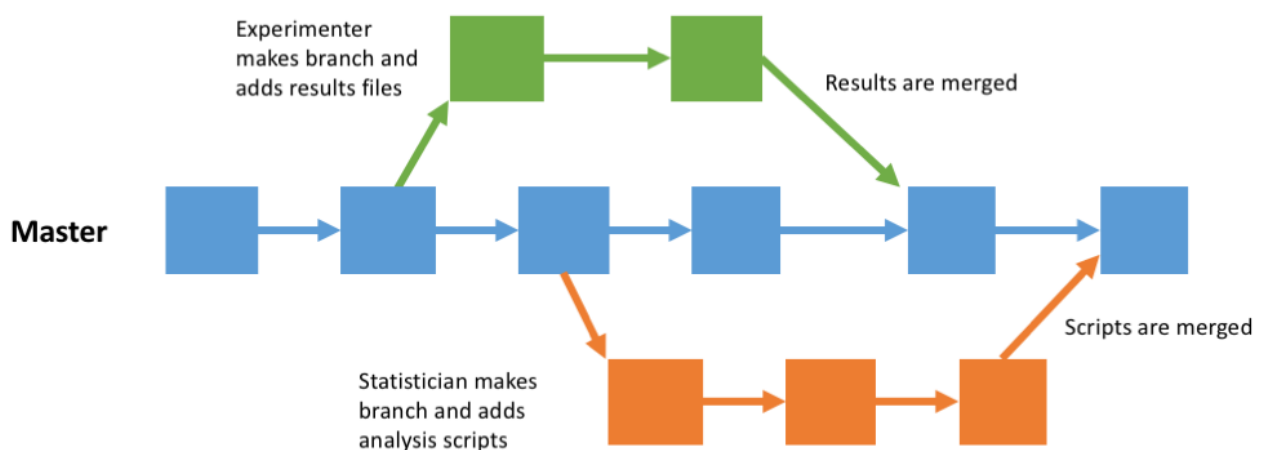 Experimenter
makes branch and
adds results files
Results are merged
Master
Scripts are merged
Statistician makes
branch and adds
analysis scripts